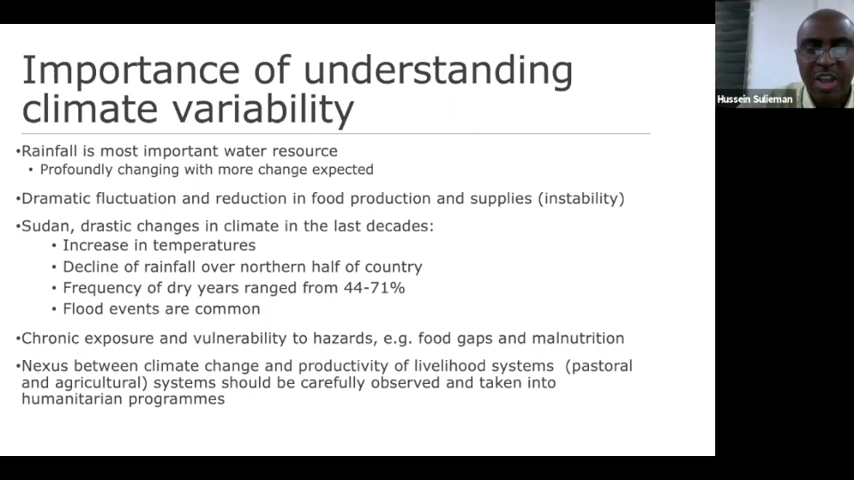 Importance of understanding
climate variability
•Rainfall is most important water resource
• Profoundly changing with more change expected
•Dramatic fluctuation and reduction in food production and supplies (instability)
•Sudan, drastic changes in climate in the last decades:
• Increase in temperatures
• Decline of rainfall over northern half of country
• Frequency of dry years ranged from 44-71%
• Flood events are common
•Chronic exposure and vulnerability to hazards, e.g. food gaps and malnutrition
•Nexus between climate change and productivity of livelihood systems (pastoral
and agricultural) systems should be carefully observed and taken into
humanitarian programmes
Hussein Sulieman